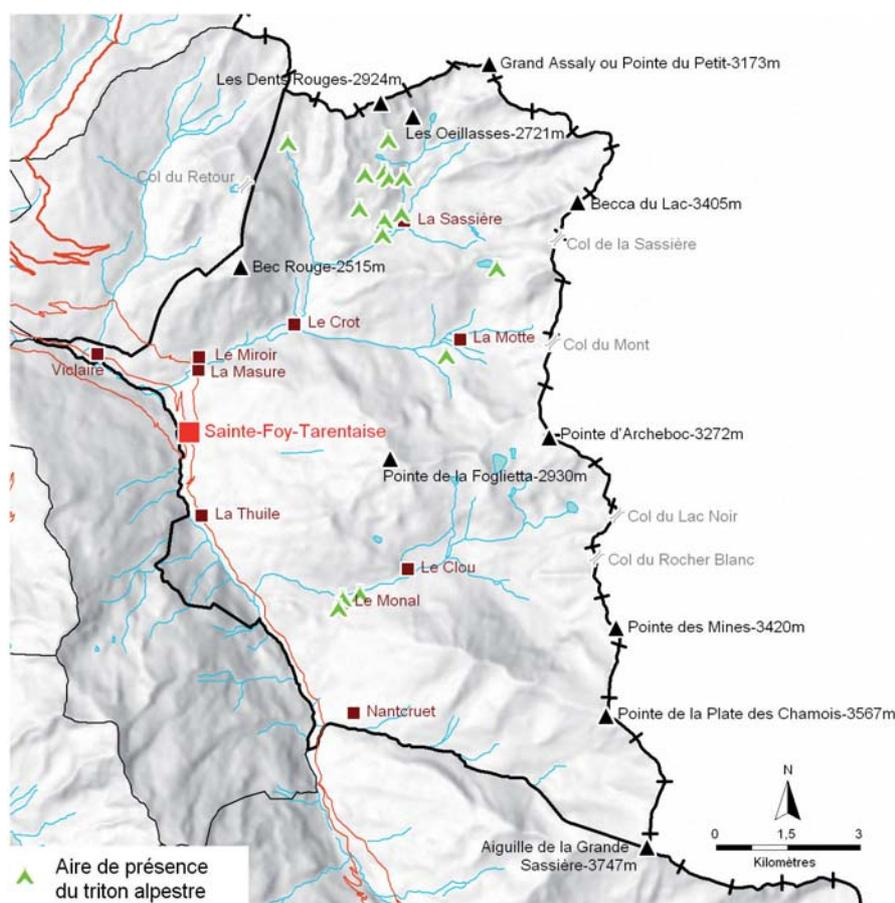 Grand Assaly ou Pointe du Petit-3173m
Les Dents Rouges-2924m
Les Oeillasses-2721m
Col du Retour
Becca du Lac-3405m
La Sassière
Col de la Sassière
Bec Rouge-2515m
Le Crot
La Motte
Col du Mont
Le Miroir
Viclaire
La Masure
Sainte-Foy-Tarentaise
Pointe d'Archeboc-3272m
Pointe de la Foglietta-2930m
La Thuile
Col du Lac Noir
Col du Rocher Blanc
Le Clou
Le Monal
Pointe des Mines-3420m
Nantcruet
Pointe de la Plate des Chamois-3567m
N
0 1,5 3
Kilomètres
Aiguille de la Grande
Sassière-3747m
Aire de présence
du triton alpestre